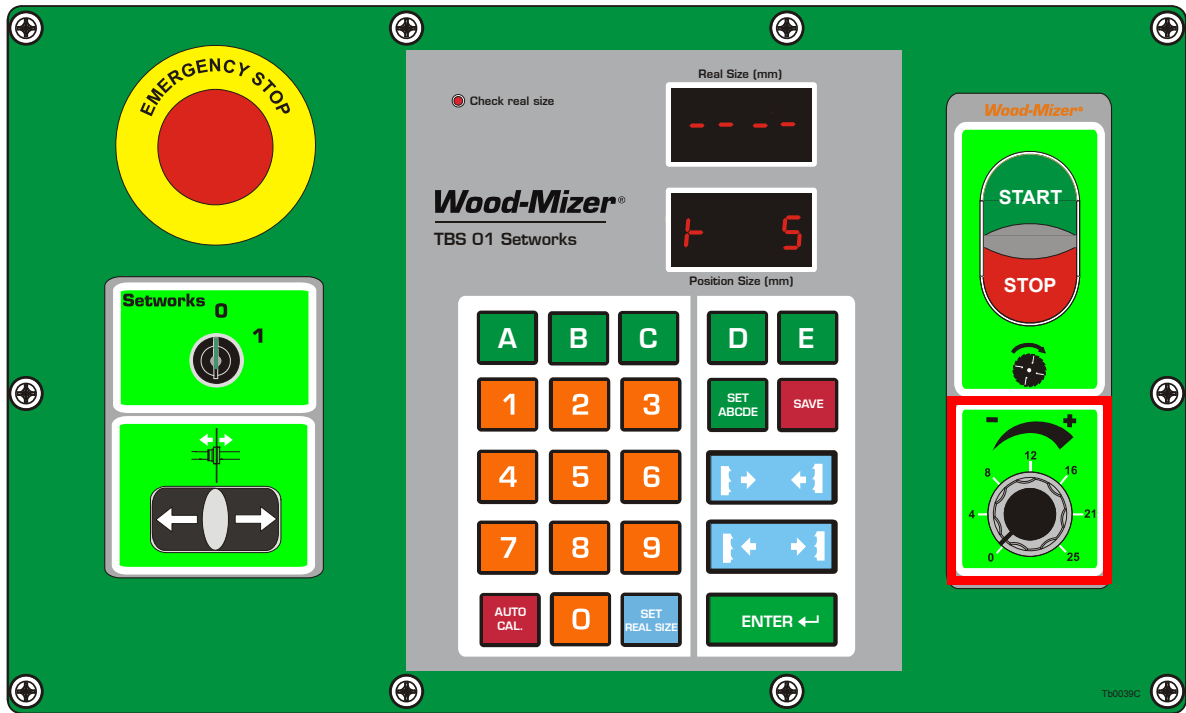 EMERGENCY STOP
Setworks
0
1
Check real size
Real Size (mm)
- - - -
Wood-Mizer®
TBS 01 Setworks
⊢ 5
Position Size (mm)
A B C D E
1 2 3 SET ABCDE SAVE
4 5 6
7 8 9
AUTO CAL. 0 SET REAL SIZE ENTER ↵
Wood-Mizer®
START
STOP
- +
12
8 16
4 21
0 25
Tb0039C